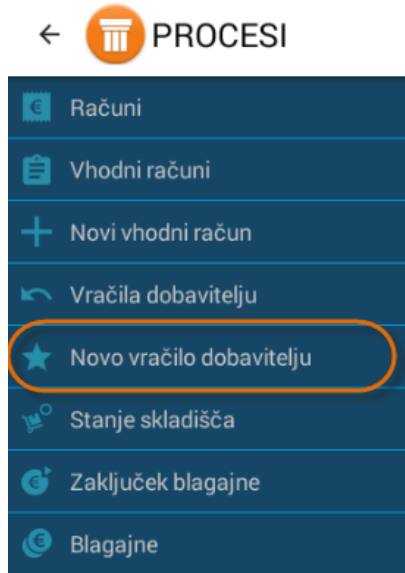 PROCESI
Računi
Vhodni računi
Novi vhodni račun
Vračila dobavitelju
Novo vračilo dobavitelju
Stanje skladišča
Zaključek blagajne
Blagajne